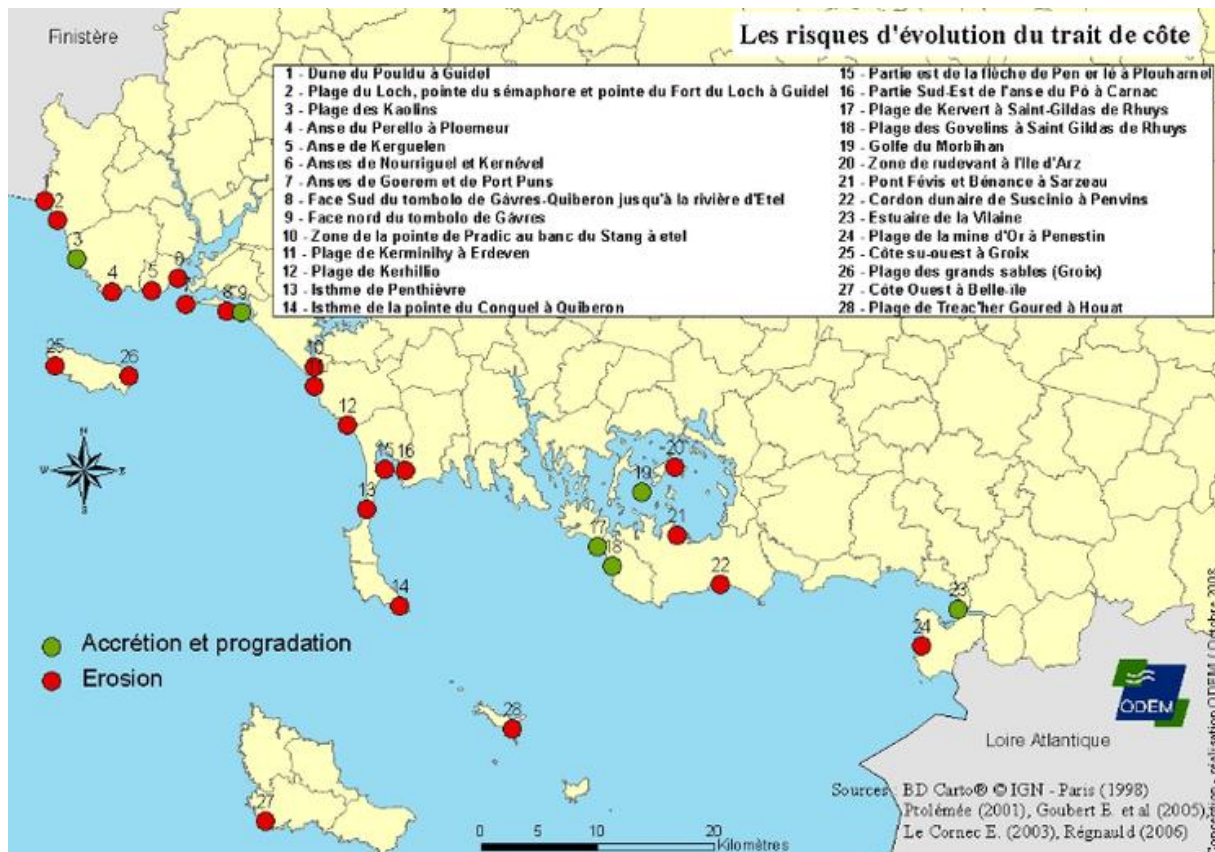 Finistère
Les risques d'évolution du trait de côte
1 - Dune du Pouldu à Guidel
2 - Plage du Loch, pointe du sémaphore et pointe du Fort du Loch à Guidel
3 - Plage des Kaolins
4 - Anse du Perello à Ploemeur
5 - Anse de Kerguelen
6 - Anses de Nourriguel et Kernével
7 - Anses de Goerem et de Port Puns
8 - Face Sud du tombolo de Gâvres-Quiberon jusqu'à la rivière d'Etel
9 - Face nord du tombolo de Gâvres
10 - Zone de la pointe de Pradic au banc du Stang à etel
11 - Plage de Kerminihy à Erdeven
12 - Plage de Kerhillio
13 - Isthme de Penthièvre
14 - Isthme de la pointe du Conguel à Quiberon
15 - Partie est de la flèche de Pen er lé à Plouharnel
16 - Partie Sud-Est de l'anse du Pô à Carnac
17 - Plage de Kervert à Saint-Gildas de Rhuys
18 - Plage des Govelins à Saint Gildas de Rhuys
19 - Golfe du Morbihan
20 - Zone de rudevant à l'Ile d'Arz
21 - Pont Févis et Bénance à Sarzeau
22 - Cordon dunaire de Suscinio à Penvins
23 - Estuaire de la Vilaine
24 - Plage de la mine d'Or à Penestin
25 - Côte su-ouest à Groix
26 - Plage des grands sables (Groix)
27 - Côte Ouest à Belle-île
28 - Plage de Treac'her Goured à Houat
2
3
4
5
6
7
8
9
10
25
26
12
15
16
13
14
20
19
21
17
18
22
23
24
28
27
N
W
E
S
Accrétion et progradation
Erosion
ODEM
Loire Atlantique
Sources : BD Carto® © IGN - Paris (1998)
Ptolémée (2001), Goubert E. et al (2005),
Le Cornec E. (2003), Régnauld (2006)
0 5 10 20
Kilomètres
réalisation ODEM / Octobre 2008